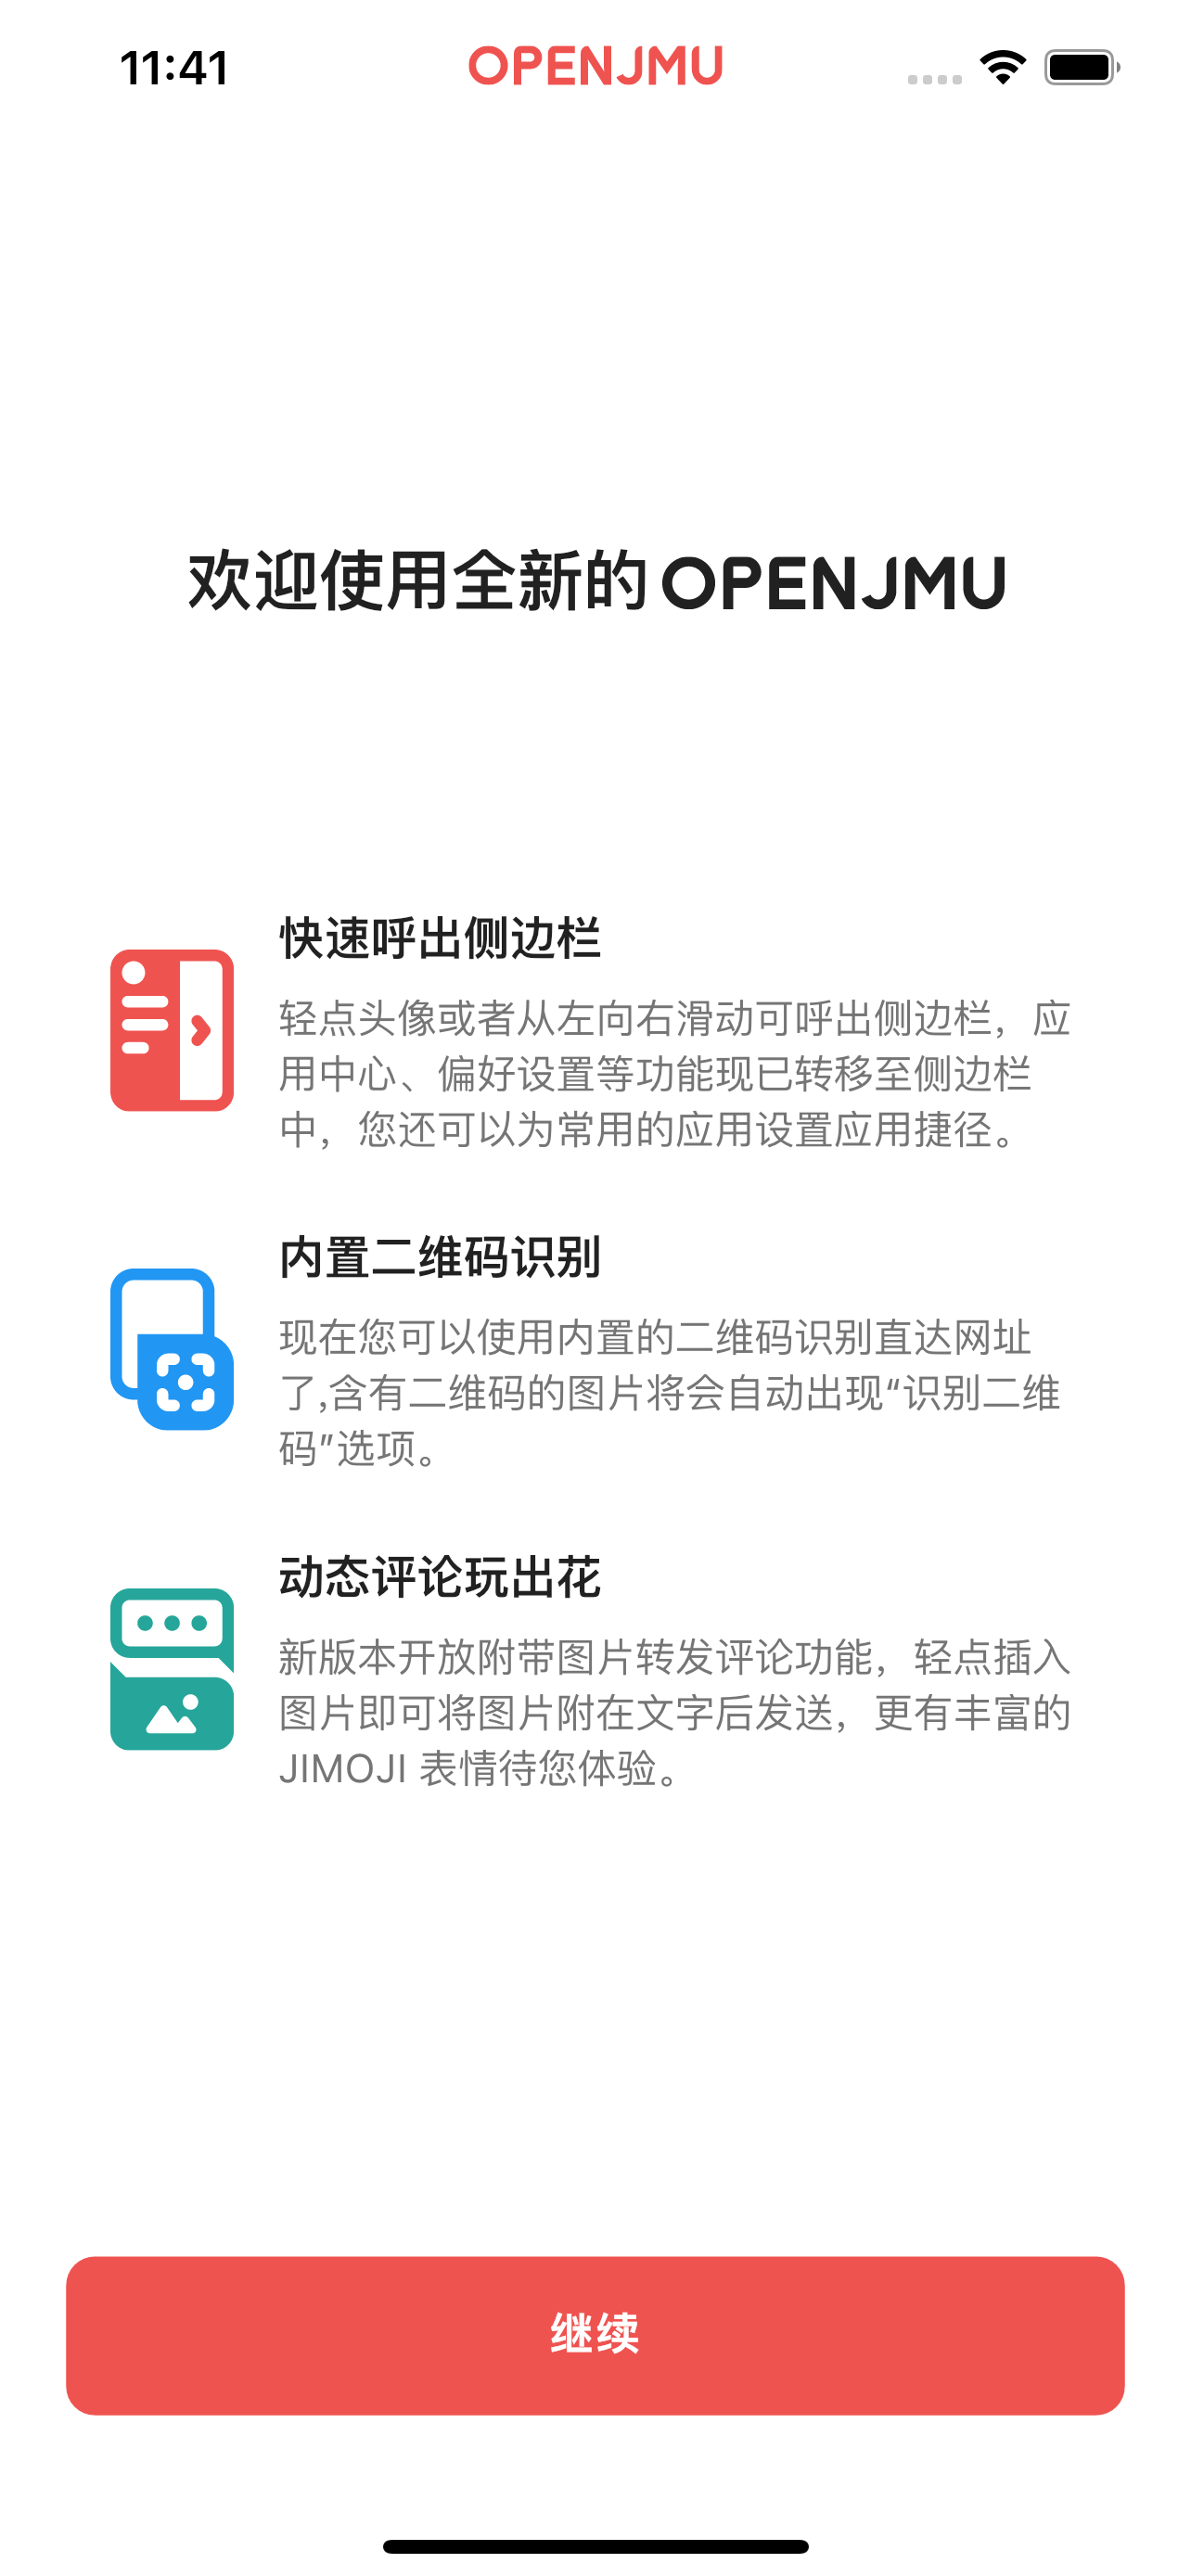 11:41
OPENJMU
欢迎使用全新的 OPENJMU
快速呼出侧边栏
轻点头像或者从左向右滑动可呼出侧边栏，应
用中心、偏好设置等功能现已转移至侧边栏
中，您还可以为常用的应用设置应用捷径。
内置二维码识别
现在您可以使用内置的二维码识别直达网址
了,含有二维码的图片将会自动出现“识别二维
码”选项。
动态评论玩出花
新版本开放附带图片转发评论功能，轻点插入
图片即可将图片附在文字后发送，更有丰富的
JIMOJI 表情待您体验。
继续